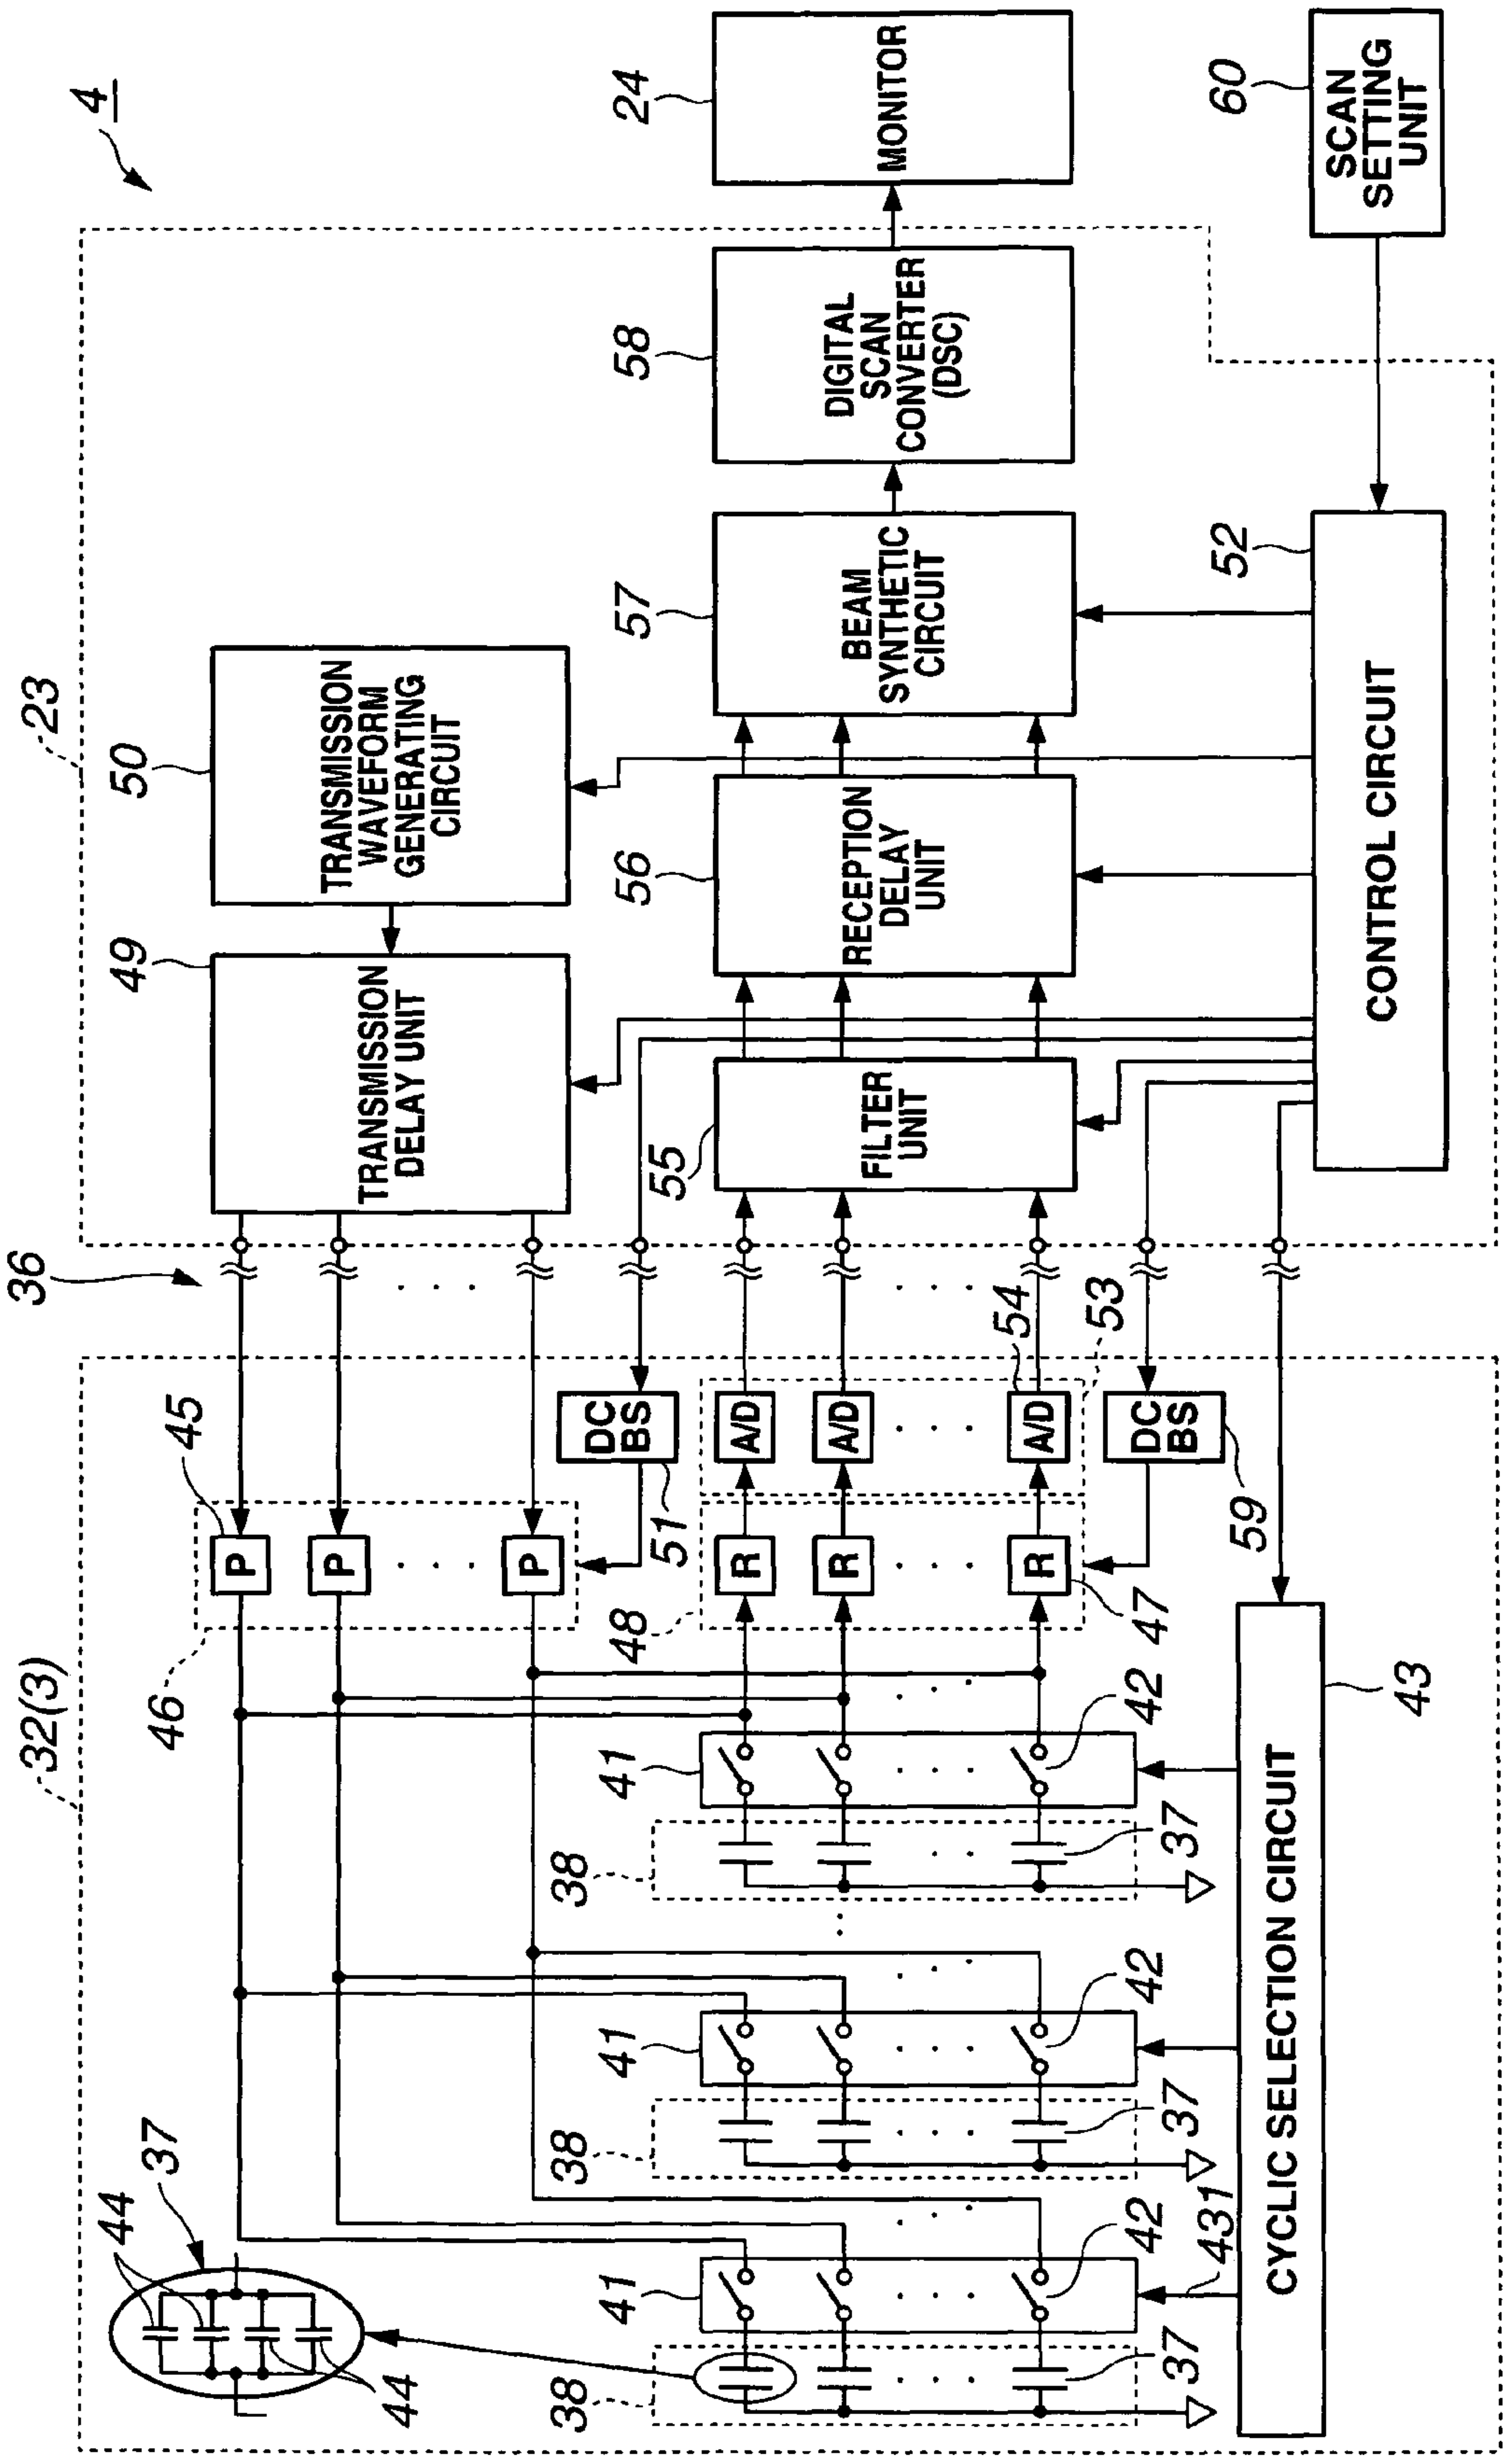 4
23
50
TRANSMISSION
WAVEFORM
GENERATING
CIRCUIT
49
TRANSMISSION
DELAY UNIT
24
MONITOR
58
DIGITAL
SCAN
CONVERTER
(DSC)
57
BEAM
SYNTHETIC
CIRCUIT
56
RECEPTION
DELAY
UNIT
55
FILTER
UNIT
60
SCAN
SETTING
UNIT
52
CONTROL CIRCUIT
36
32(3)
45
P
P
P
46
DC
BS
51
54
53
A/D
A/D
A/D
DC
BS
59
48
R
R
R
47
41
42
38
37
41
42
38
37
41
42
38
37
44
37
44
431
43
CYCLIC SELECTION CIRCUIT